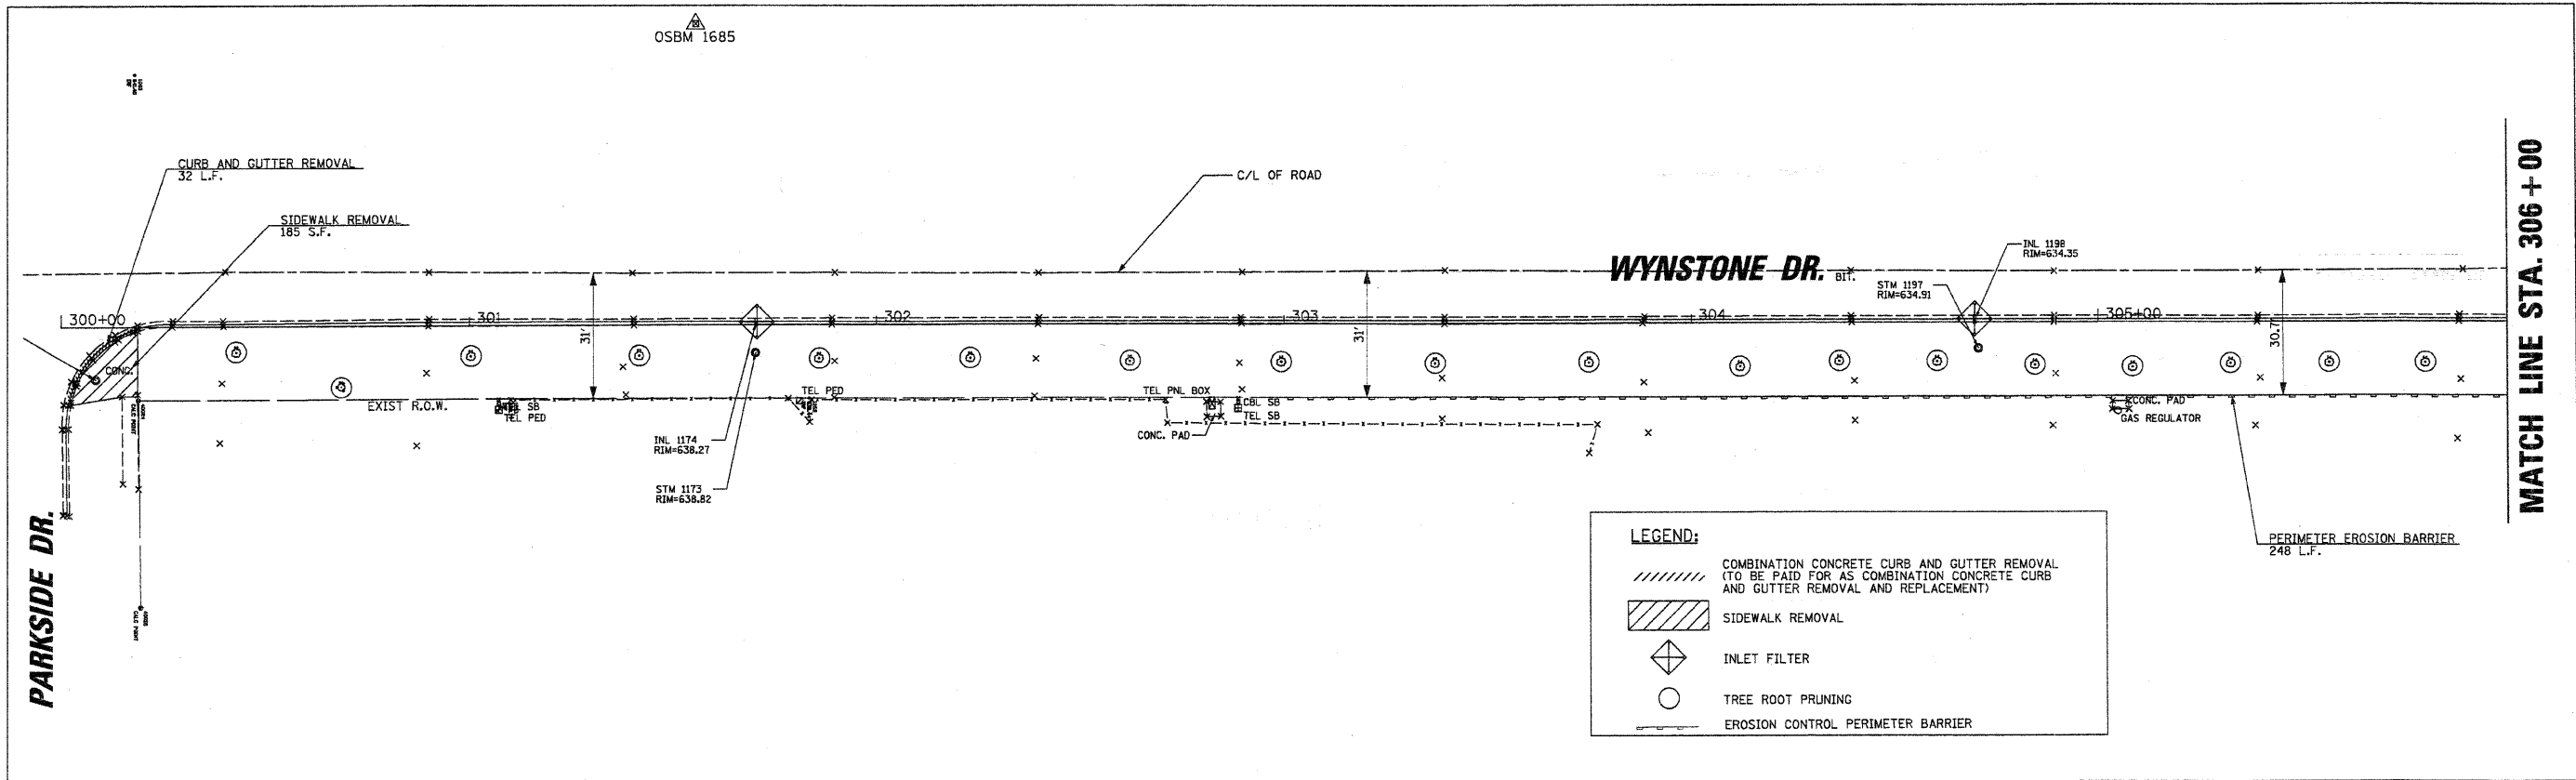 OSBM 1685
CURB AND GUTTER REMOVAL
32 L.F.
SIDEWALK REMOVAL
185 S.F.
C/L OF ROAD
WYNSTONE DR.
BIT.
INL 1198
RIM=634.35
STM 1197
RIM=634.91
300+00
301
302
303
304
305+00
31'
31'
30.7'
CONC.
EXIST R.O.W.
TEL SB
TEL PED
TEL PED
TEL PNL BOX
CBL SB
TEL SB
CONC. PAD
CONC. PAD
GAS REGULATOR
CALC POINT
CALC POINT
INL 1174
RIM=638.27
STM 1173
RIM=638.82
PARKSIDE DR.
MATCH LINE STA. 306+00
PERIMETER EROSION BARRIER
248 L.F.
LEGEND:
COMBINATION CONCRETE CURB AND GUTTER REMOVAL
(TO BE PAID FOR AS COMBINATION CONCRETE CURB
AND GUTTER REMOVAL AND REPLACEMENT)
SIDEWALK REMOVAL
INLET FILTER
TREE ROOT PRUNING
EROSION CONTROL PERIMETER BARRIER